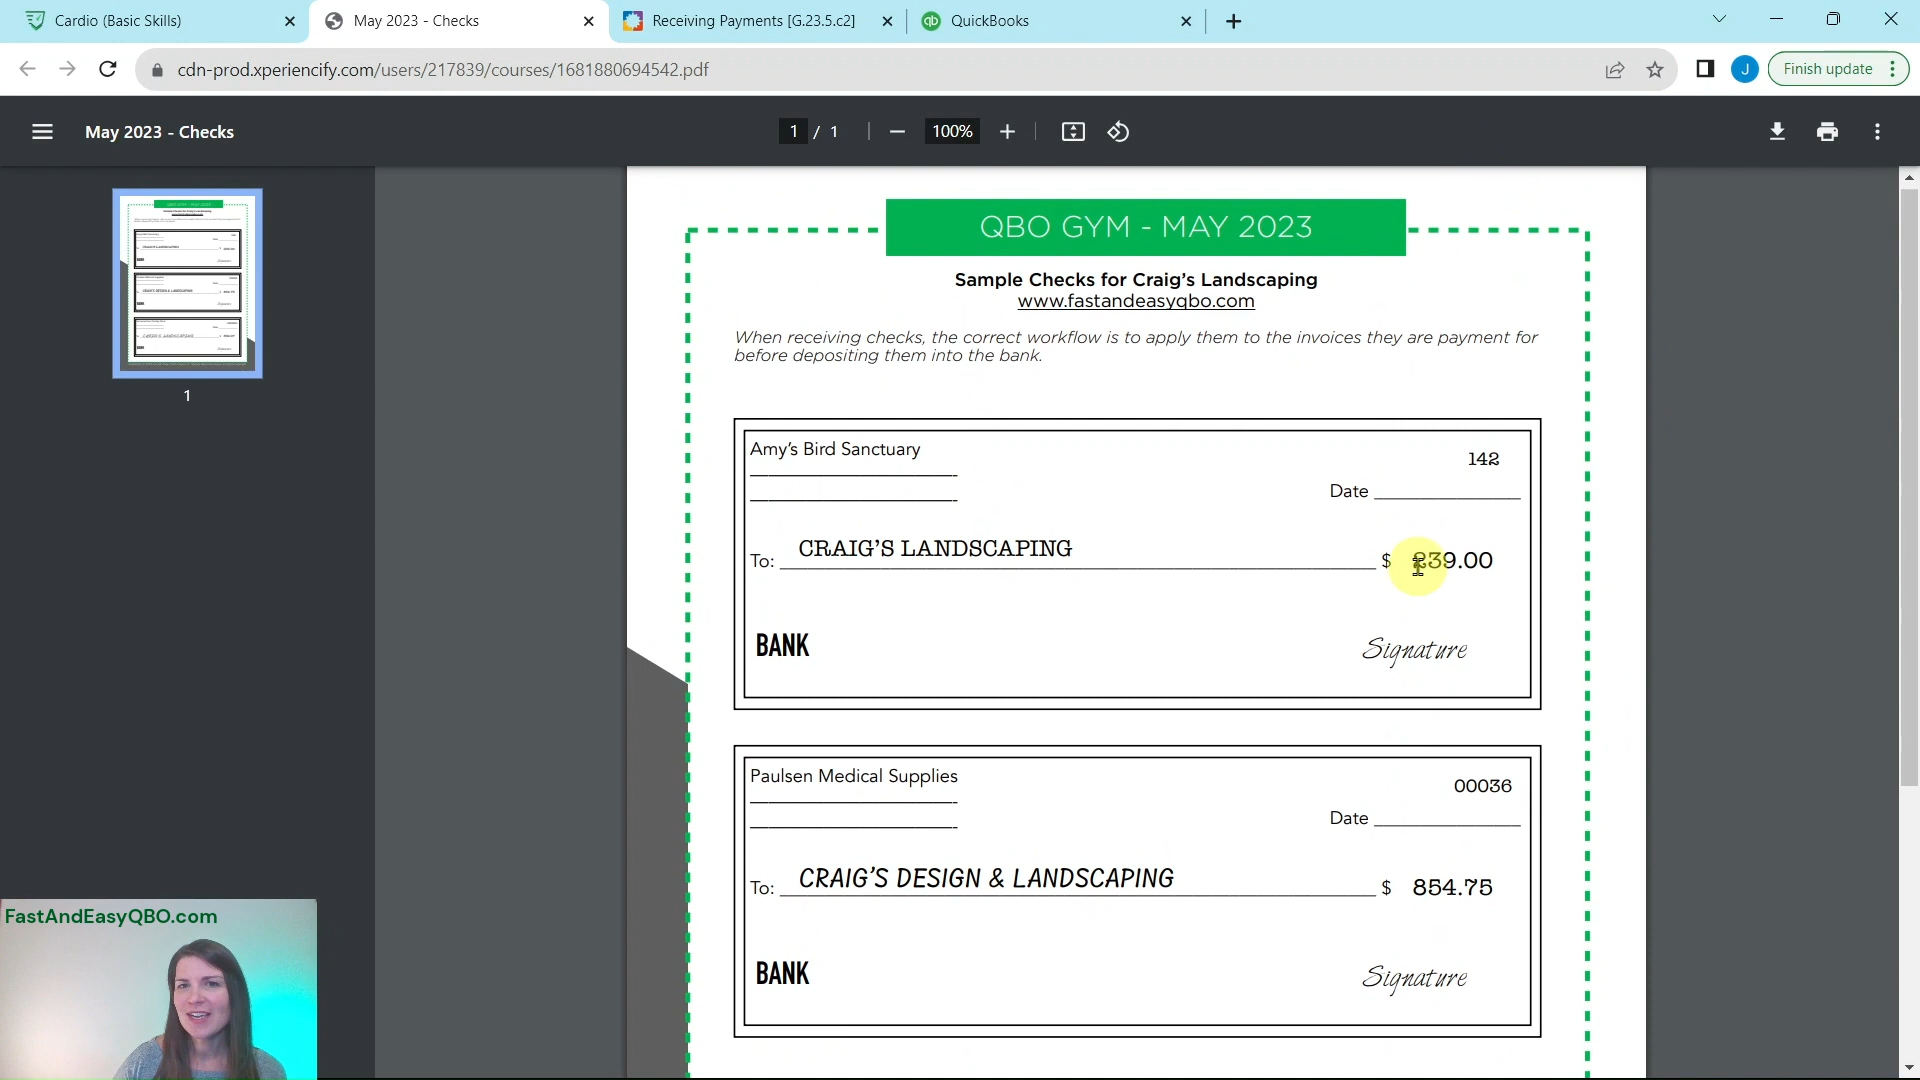 Cardio (Basic Skills)
May 2023 - Checks
Receiving Payments [G.23.5.c2]
qb QuickBooks
cdn-prod.xperiencify.com/users/217839/courses/1681880694542.pdf
J
Finish update
May 2023 - Checks
1 / 1
100%
1
QBO GYM - MAY 2023
Sample Checks for Craig's Landscaping
www.fastandeasyqbo.com
When receiving checks, the correct workflow is to apply them to the invoices they are payment for
before depositing them into the bank.
Amy's Bird Sanctuary
142
Date
To: CRAIG'S LANDSCAPING $ 239.00
BANK
Signature
Paulsen Medical Supplies
00036
Date
To: CRAIG'S DESIGN & LANDSCAPING $ 854.75
BANK
Signature
FastAndEasyQBO.com